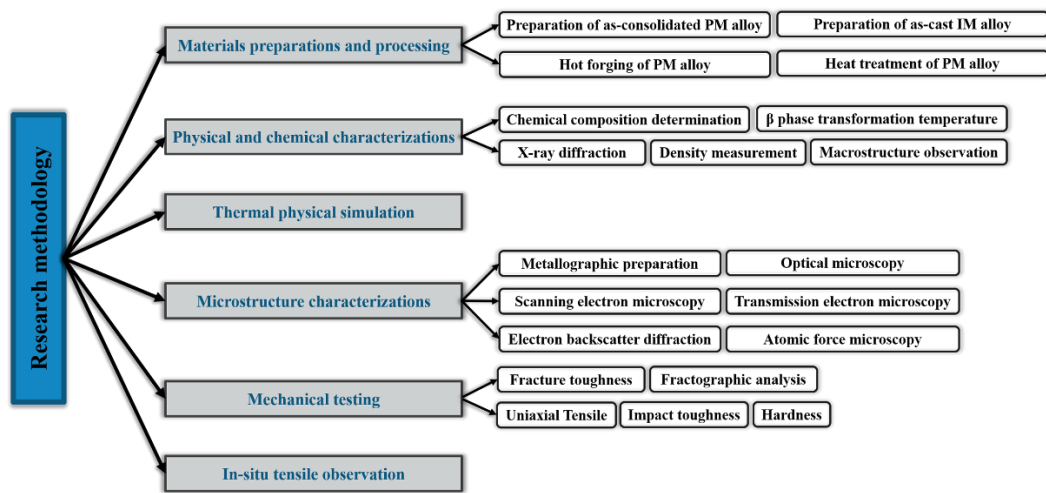 Research methodology
Materials preparations and processing
Preparation of as-consolidated PM alloy
Preparation of as-cast IM alloy
Hot forging of PM alloy
Heat treatment of PM alloy
Physical and chemical characterizations
Chemical composition determination
β phase transformation temperature
X-ray diffraction
Density measurement
Macrostructure observation
Thermal physical simulation
Microstructure characterizations
Metallographic preparation
Optical microscopy
Scanning electron microscopy
Transmission electron microscopy
Electron backscatter diffraction
Atomic force microscopy
Mechanical testing
Fracture toughness
Fractographic analysis
Uniaxial Tensile
Impact toughness
Hardness
In-situ tensile observation